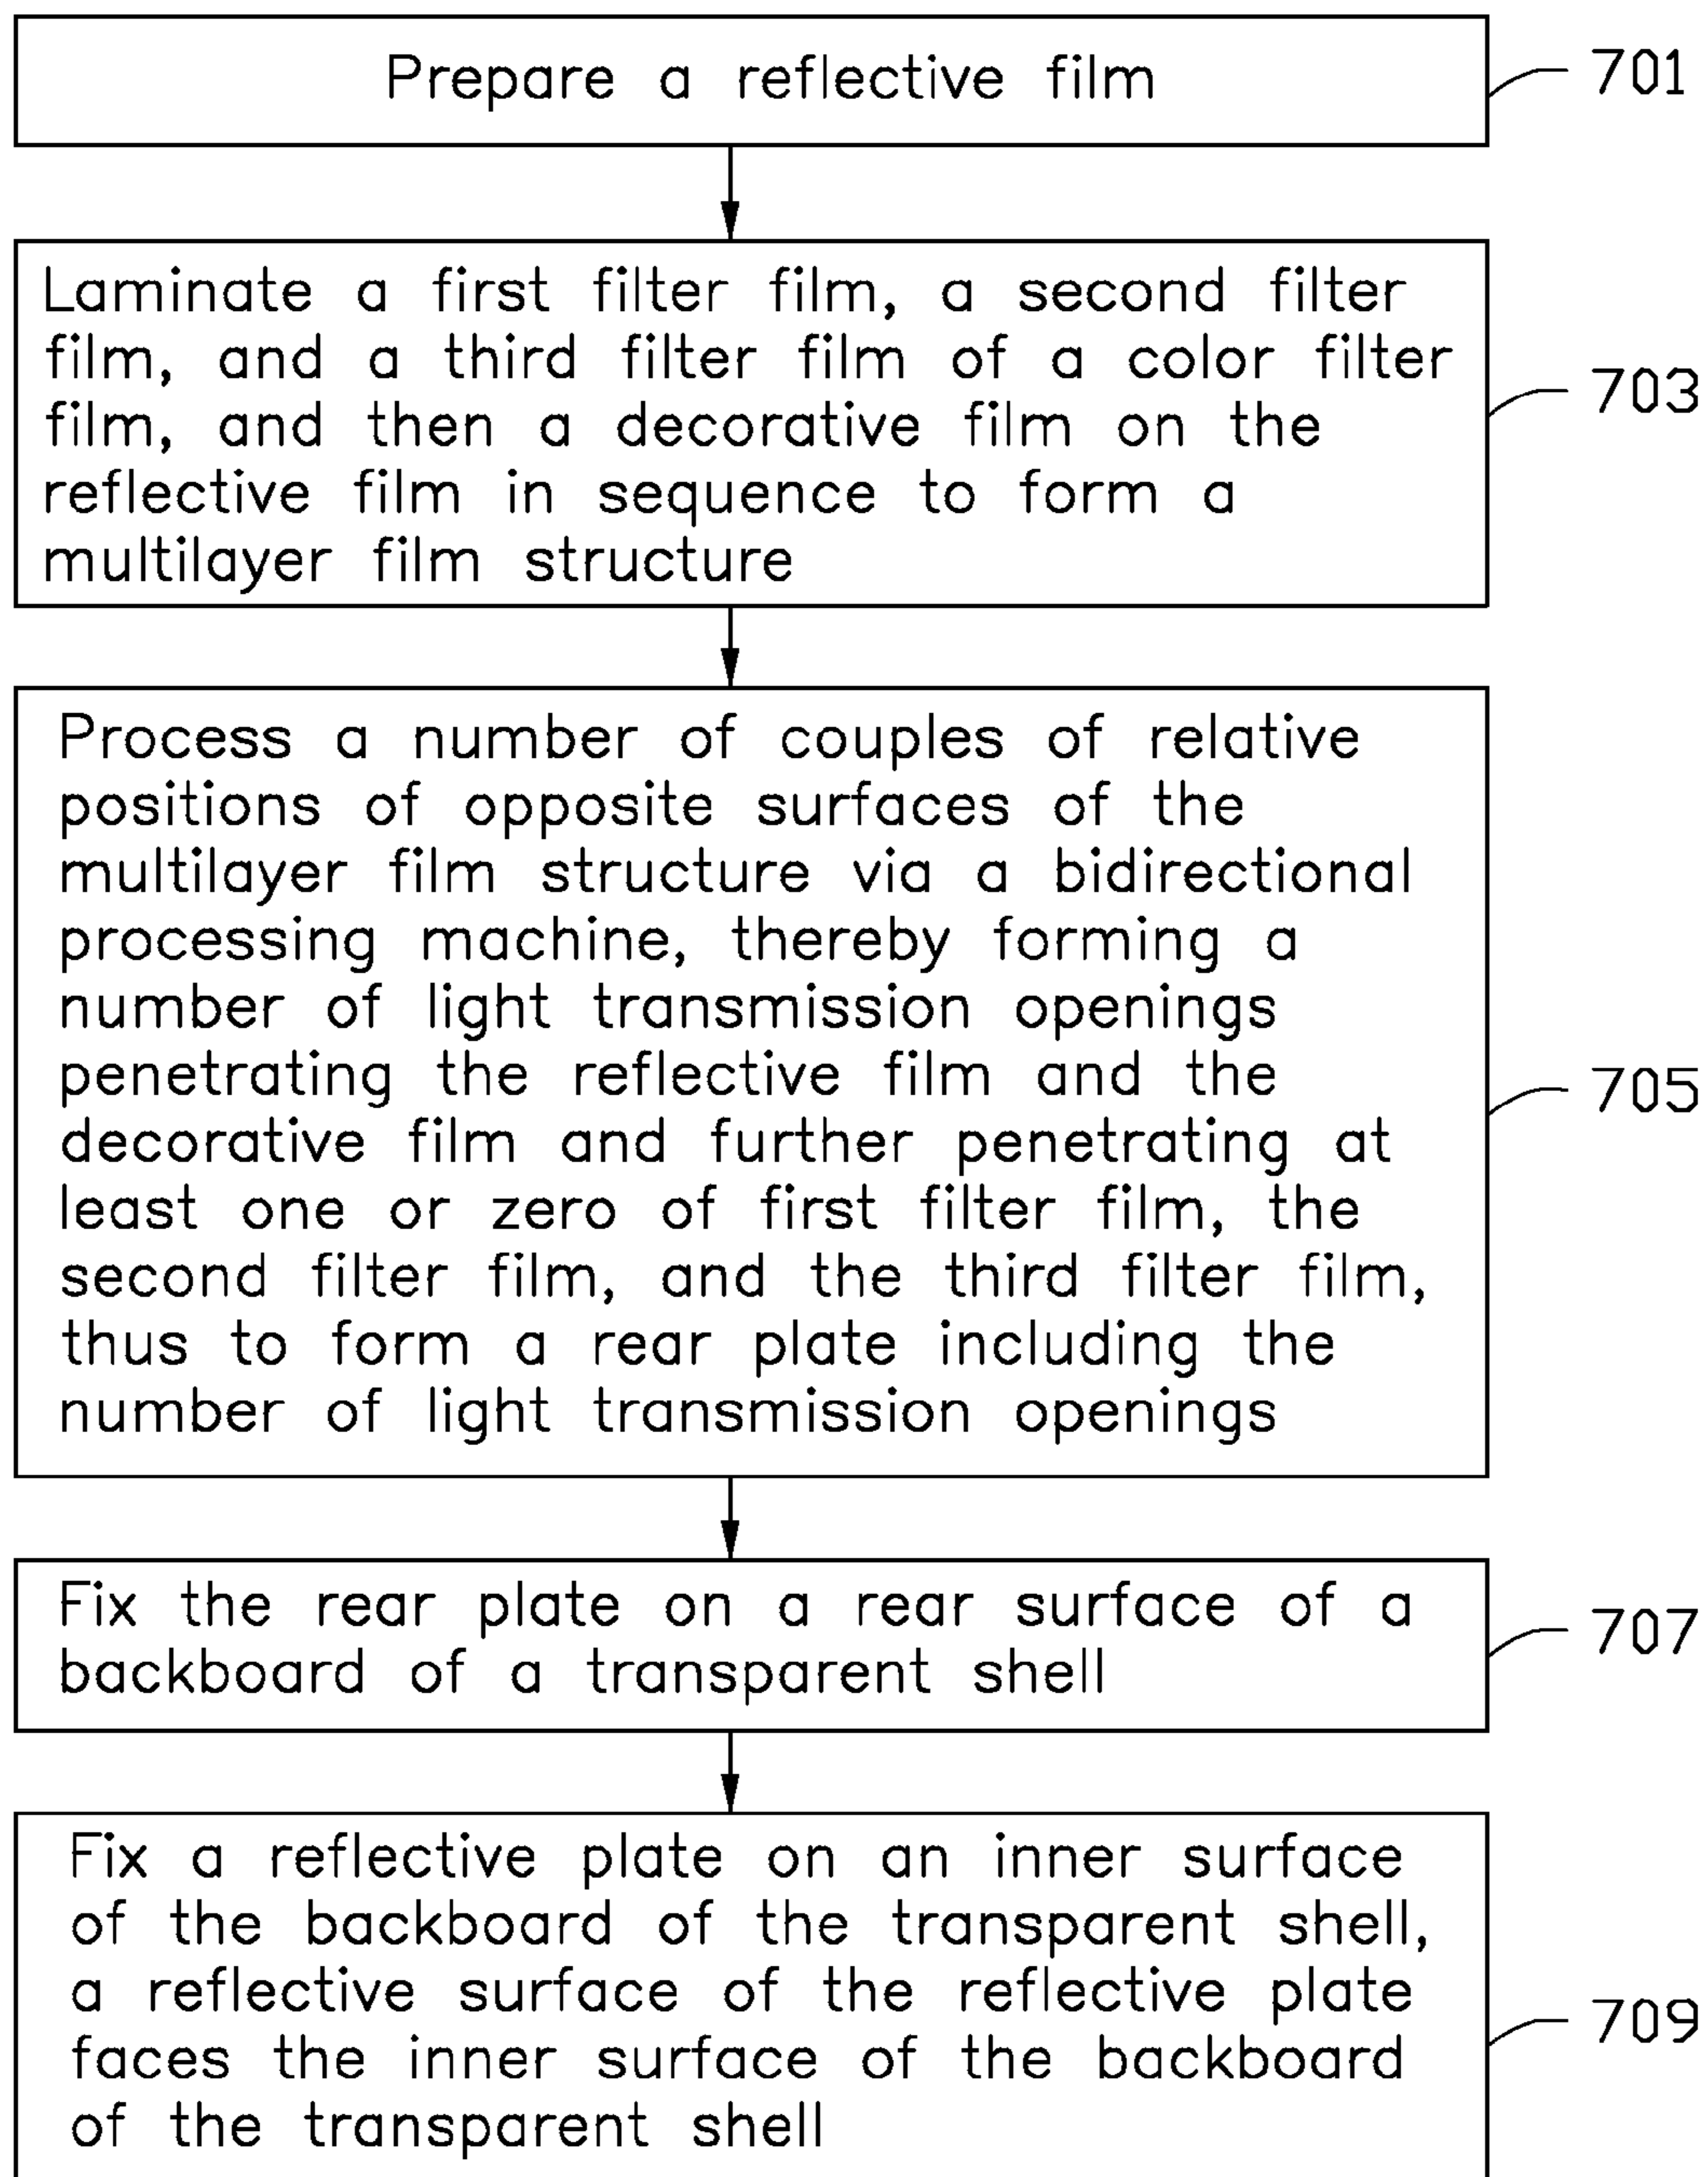 Prepare a reflective film
701
Laminate a first filter film, a second filter
film, and a third filter film of a color filter
film, and then a decorative film on the
reflective film in sequence to form a
multilayer film structure
703
Process a number of couples of relative
positions of opposite surfaces of the
multilayer film structure via a bidirectional
processing machine, thereby forming a
number of light transmission openings
penetrating the reflective film and the
decorative film and further penetrating at
least one or zero of first filter film, the
second filter film, and the third filter film,
thus to form a rear plate including the
number of light transmission openings
705
Fix the rear plate on a rear surface of a
backboard of a transparent shell
707
Fix a reflective plate on an inner surface
of the backboard of the transparent shell,
a reflective surface of the reflective plate
faces the inner surface of the backboard
of the transparent shell
709